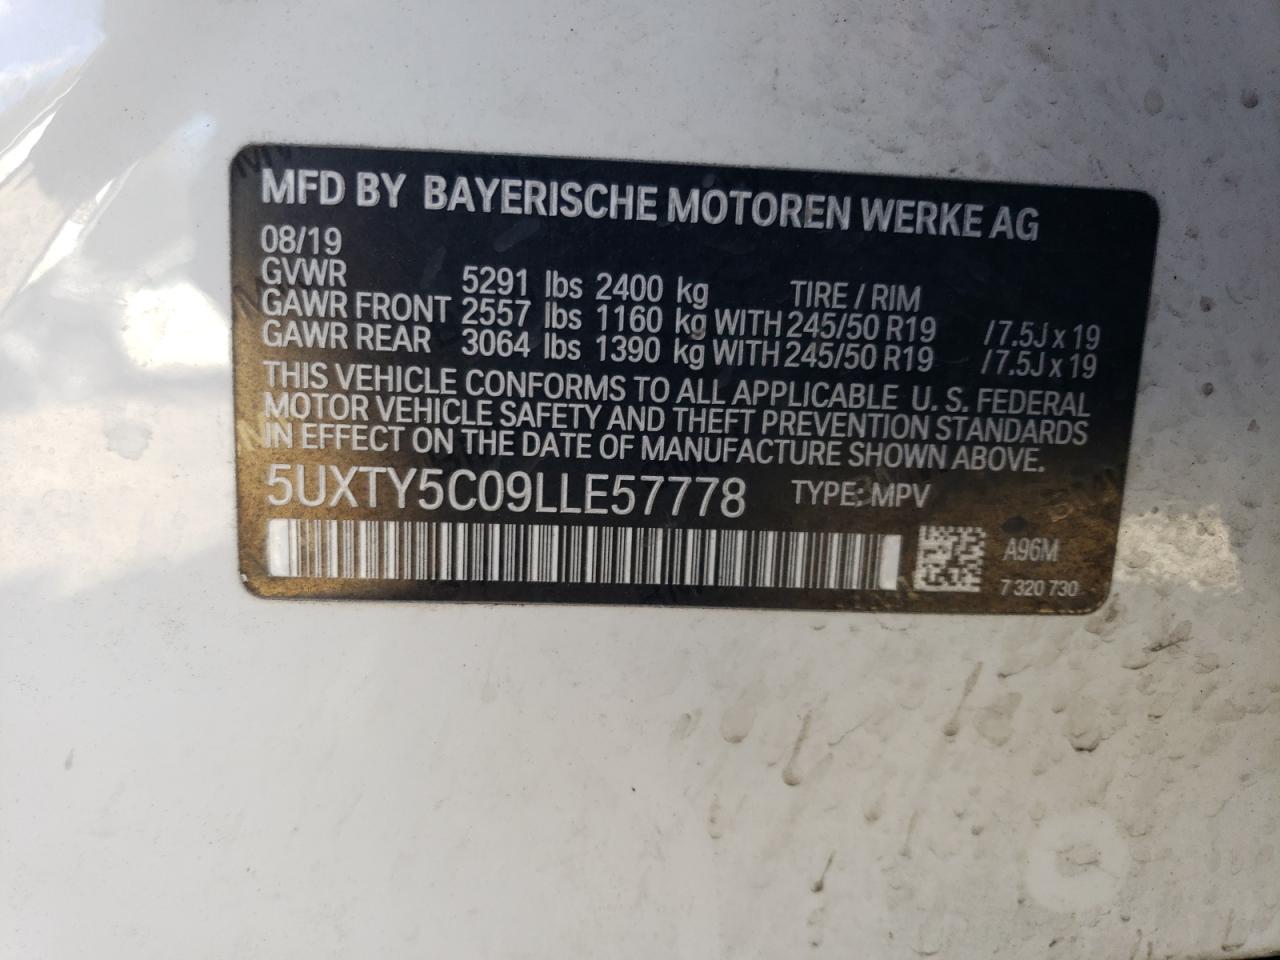 MFD BY BAYERISCHE MOTOREN WERKE AG
08/19
GVWR 5291 lbs 2400 kg TIRE / RIM
GAWR FRONT 2557 lbs 1160 kg WITH 245/50 R19 /7.5J x 19
GAWR REAR 3064 lbs 1390 kg WITH 245/50 R19 /7.5J x 19
THIS VEHICLE CONFORMS TO ALL APPLICABLE U. S. FEDERAL
MOTOR VEHICLE SAFETY AND THEFT PREVENTION STANDARDS
IN EFFECT ON THE DATE OF MANUFACTURE SHOWN ABOVE.
5UXTY5C09LLE57778 TYPE: MPV
A96M
7 320 730